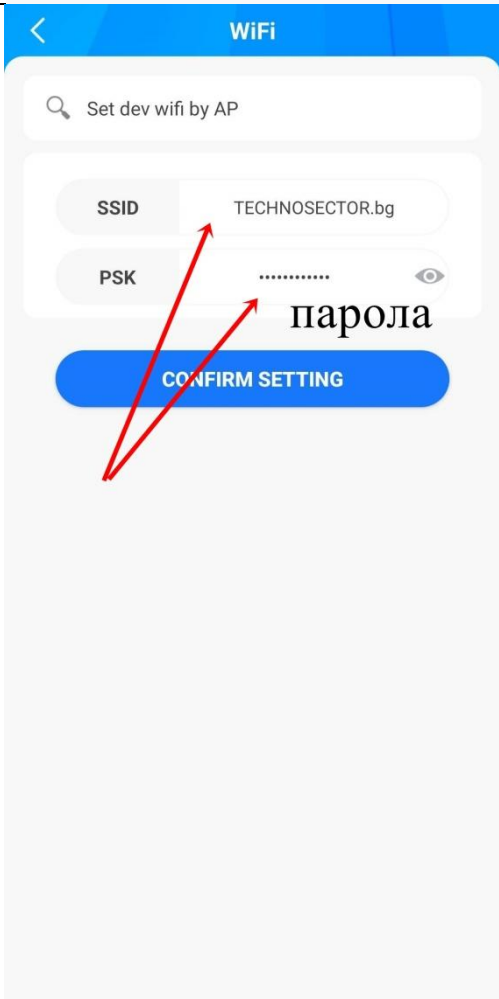 WiFi
Set dev wifi by AP
SSID TECHNOSECTOR.bg
PSK ············
парола
CONFIRM SETTING